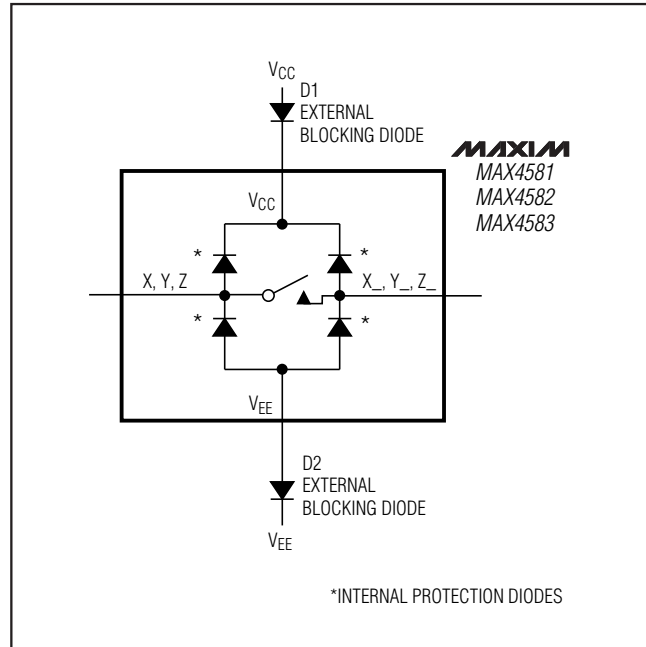 VCC
D1
EXTERNAL
BLOCKING DIODE
MAXIM
MAX4581
MAX4582
MAX4583
VCC
* *
X, Y, Z
X_, Y_, Z_
* *
VEE
D2
EXTERNAL
BLOCKING DIODE
VEE
*INTERNAL PROTECTION DIODES